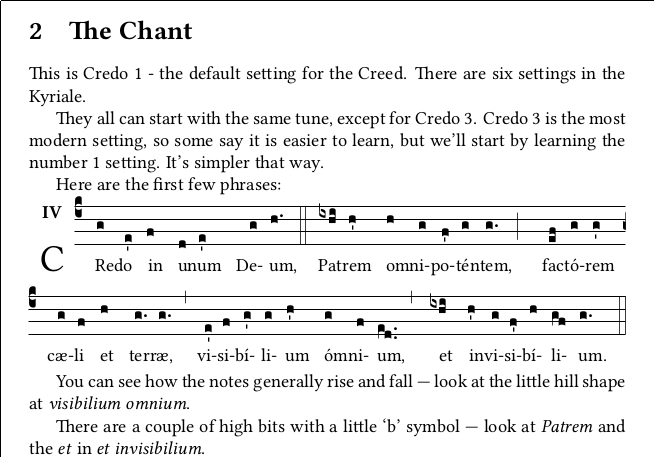 2 The Chant
This is Credo 1 - the default setting for the Creed. There are six settings in the
Kyriale.
They all can start with the same tune, except for Credo 3. Credo 3 is the most
modern setting, so some say it is easier to learn, but we'll start by learning the
number 1 setting. It's simpler that way.
Here are the first few phrases:
IV
C Redo in unum De- um, Patrem omni-po-téntem, factó-rem
cæ-li et terræ, vi-si-bí- li- um ómni- um, et invi-si-bí- li- um.
You can see how the notes generally rise and fall — look at the little hill shape
at visibilium omnium.
There are a couple of high bits with a little ‘b’ symbol — look at Patrem and
the et in et invisibilium.